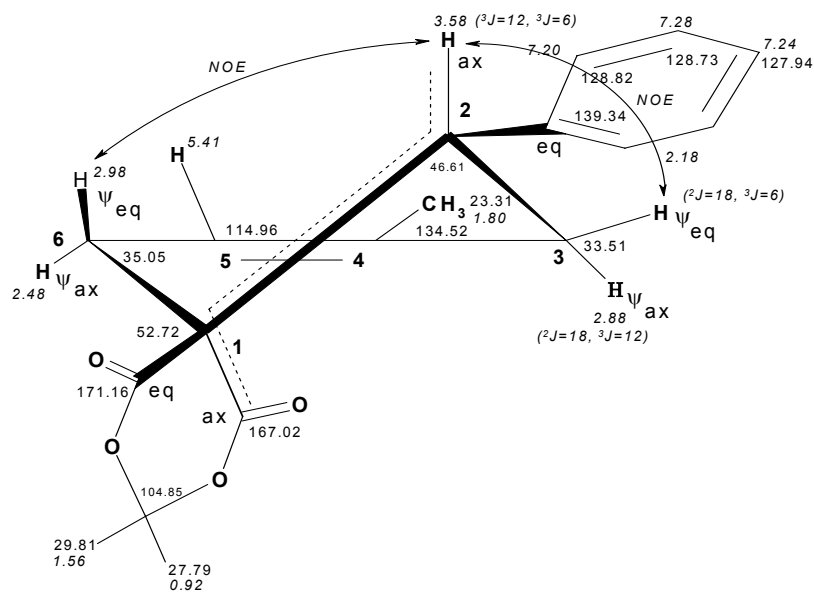 3.58 (³J=12, ³J=6)
H
ax
7.28
7.20
7.24
128.82
128.73
127.94
NOE
NOE
2
139.34
H
5.41
eq
2.18
H
2.98
ψeq
46.61
CH₃
23.31
1.80
(²J=18, ³J=6)
H
ψeq
6
114.96
134.52
33.51
35.05
5
4
3
H
ψax
2.48
H
ψax
2.88
(²J=18, ³J=12)
52.72
1
O
171.16
eq
ax
O
167.02
O
O
104.85
29.81
1.56
27.79
0.92